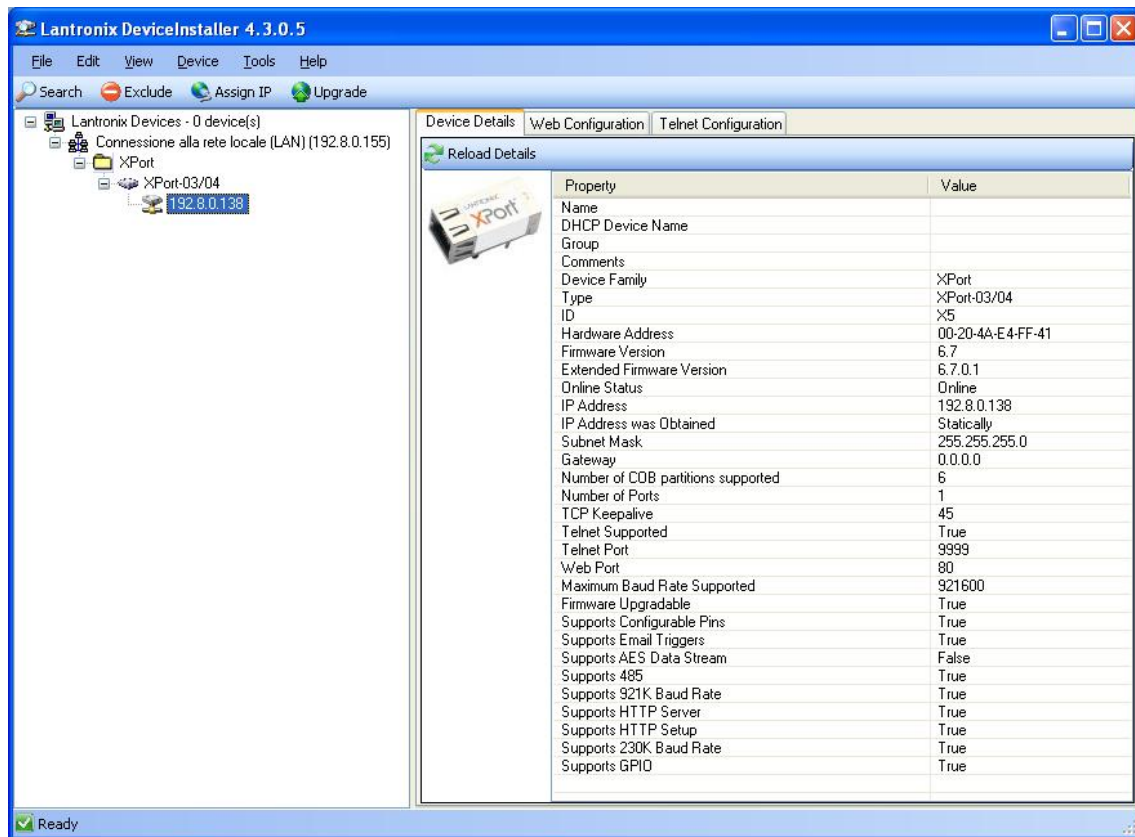 Lantronix DeviceInstaller 4.3.0.5
File Edit View Device Tools Help
Search Exclude Assign IP Upgrade
Lantronix Devices - 0 device(s)
Connessione alla rete locale (LAN) (192.8.0.155)
XPort
XPort-03/04
192.8.0.138
Device Details Web Configuration Telnet Configuration
Reload Details
LANTRONIX
XPort
Property Value
Name
DHCP Device Name
Group
Comments
Device Family XPort
Type XPort-03/04
ID X5
Hardware Address 00-20-4A-E4-FF-41
Firmware Version 6.7
Extended Firmware Version 6.7.0.1
Online Status Online
IP Address 192.8.0.138
IP Address was Obtained Statically
Subnet Mask 255.255.255.0
Gateway 0.0.0.0
Number of COB partitions supported 6
Number of Ports 1
TCP Keepalive 45
Telnet Supported True
Telnet Port 9999
Web Port 80
Maximum Baud Rate Supported 921600
Firmware Upgradable True
Supports Configurable Pins True
Supports Email Triggers True
Supports AES Data Stream False
Supports 485 True
Supports 921K Baud Rate True
Supports HTTP Server True
Supports HTTP Setup True
Supports 230K Baud Rate True
Supports GPIO True
Ready